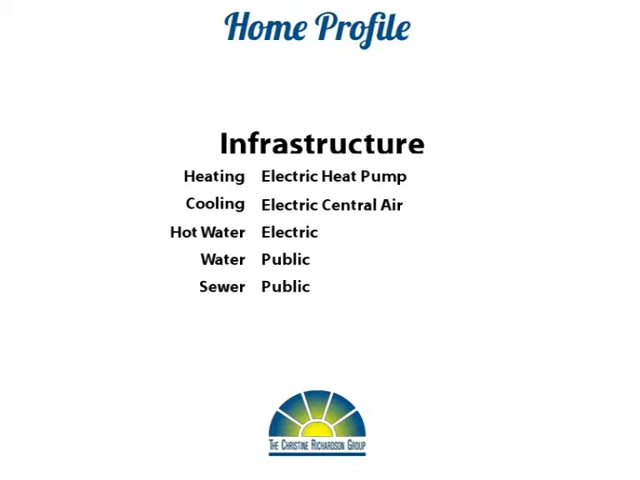 Home Profile
Infrastructure
Heating Electric Heat Pump
Cooling Electric Central Air
Hot Water Electric
Water Public
Sewer Public
The Christine Richardson Group